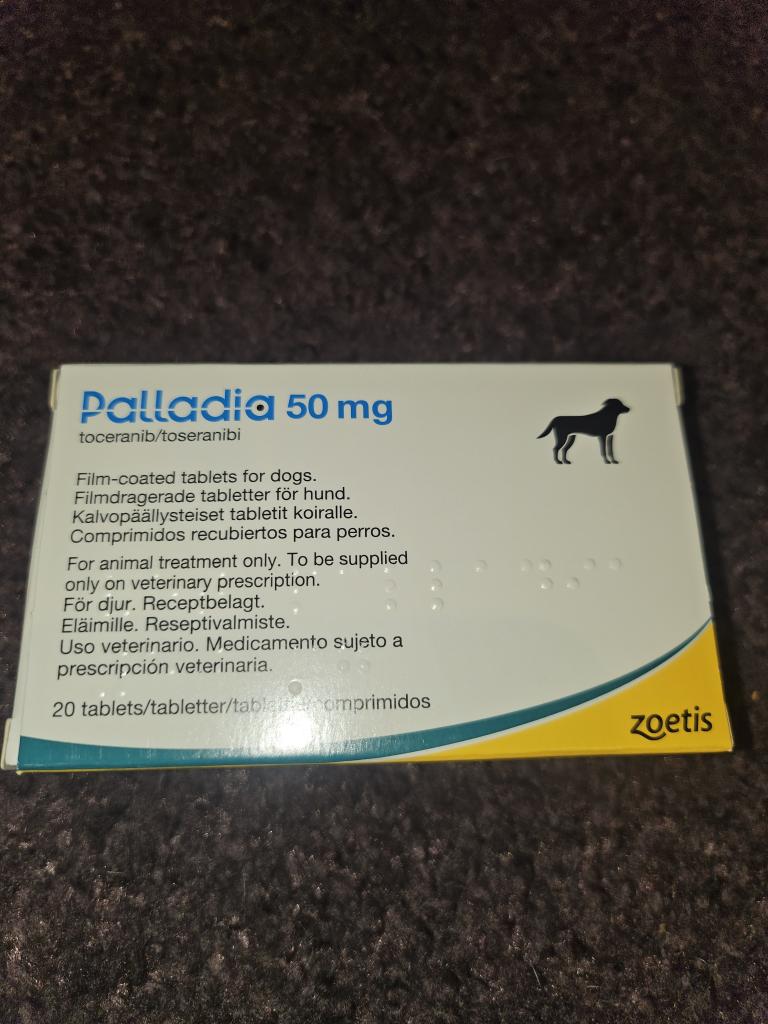 Palladia 50 mg
toceranib/toseranibi
Film-coated tablets for dogs.
Filmdragerade tabletter för hund.
Kalvopäällysteiset tabletit koiralle.
Comprimidos recubiertos para perros.
For animal treatment only. To be supplied
only on veterinary prescription.
För djur. Receptbelagt.
Eläimille. Reseptivalmiste.
Uso veterinario. Medicamento sujeto a
prescripción veterinaria.
20 tablets/tabletter/tablettia/comprimidos
zoetis